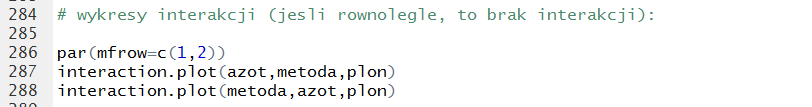 284 # wykresy interakcji (jesli rownolegle, to brak interakcji):
285
286 par(mfrow=c(1,2))
287 interaction.plot(azot,metoda,plon)
288 interaction.plot(metoda,azot,plon)